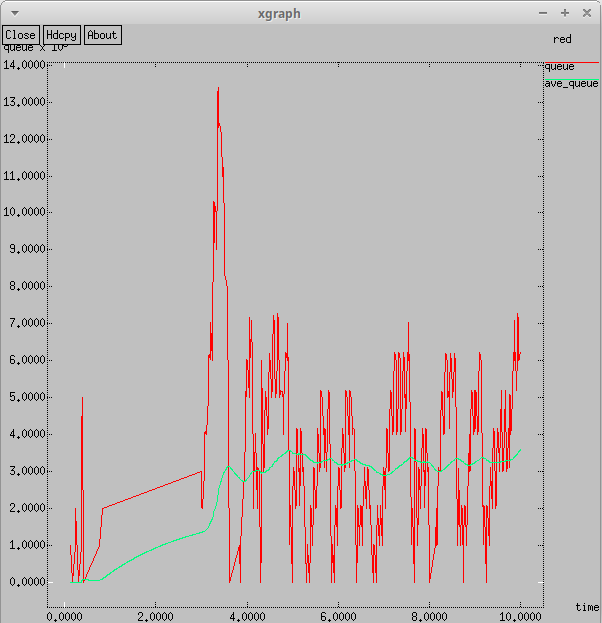 xgraph
Close Hdcpy About
queue x 10³
red
queue
ave_queue
14.0000
13.0000
12.0000
11.0000
10.0000
9.0000
8.0000
7.0000
6.0000
5.0000
4.0000
3.0000
2.0000
1.0000
0.0000
time
0.0000 2.0000 4.0000 6.0000 8.0000 10.0000